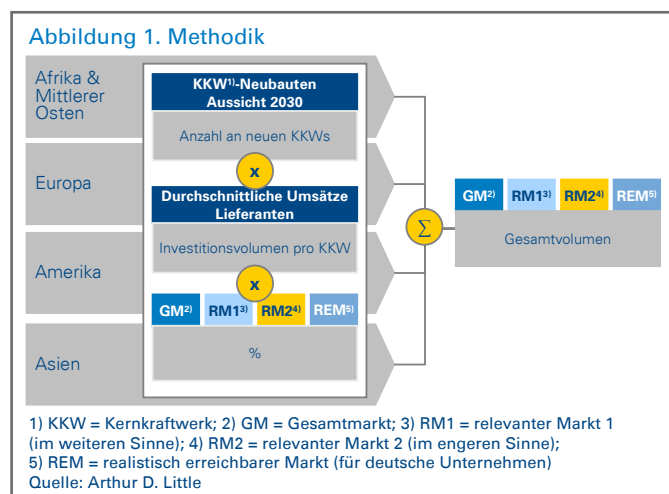 Abbildung 1. Methodik
Afrika &
Mittlerer
Osten
Europa
Amerika
Asien
KKW1)-Neubauten
Aussicht 2030
Anzahl an neuen KKWs
x
Durchschnittliche Umsätze
Lieferanten
Investitionsvolumen pro KKW
x
GM2) RM13) RM24) REM5)
%
Σ
GM2) RM13) RM24) REM5)
Gesamtvolumen
1) KKW = Kernkraftwerk; 2) GM = Gesamtmarkt; 3) RM1 = relevanter Markt 1
(im weiteren Sinne); 4) RM2 = relevanter Markt 2 (im engeren Sinne);
5) REM = realistisch erreichbarer Markt (für deutsche Unternehmen)
Quelle: Arthur D. Little